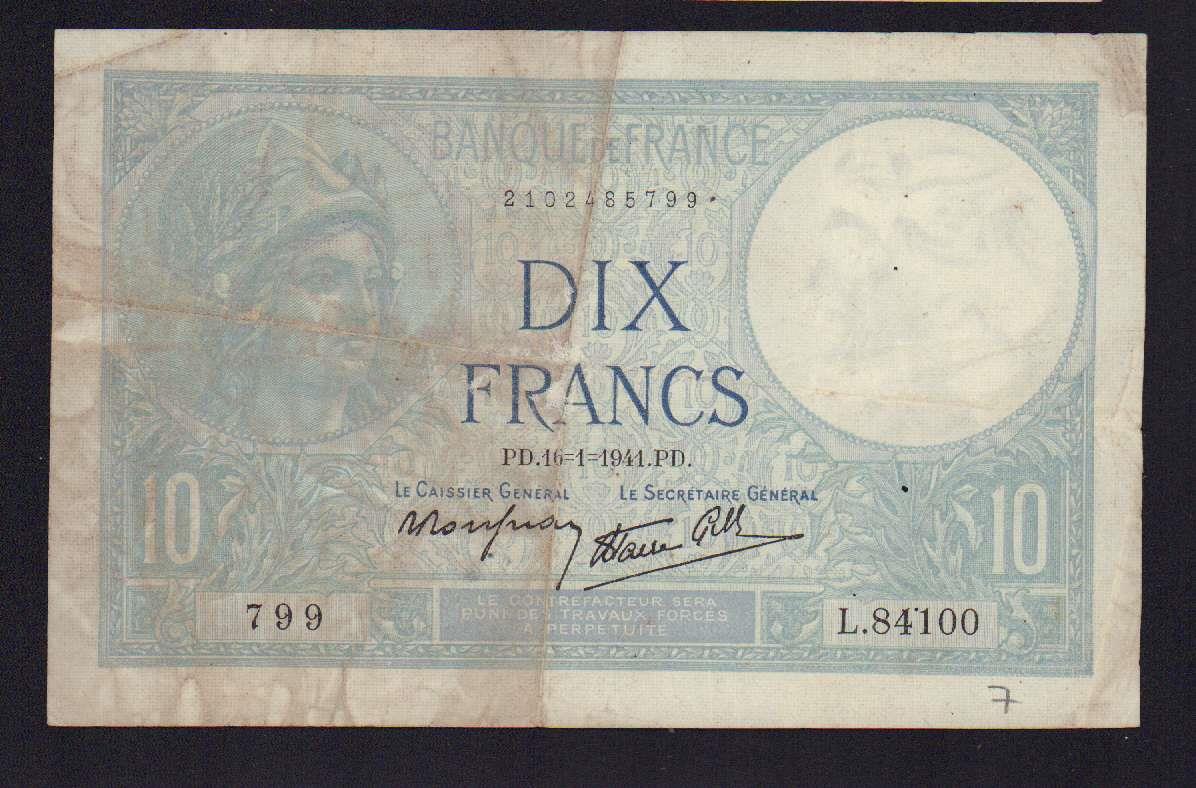 BANQUE DE FRANCE
2102485799
DIX
FRANCS
PD.16=1=1941.PD.
LE CAISSIER GÉNÉRAL LE SECRÉTAIRE GÉNÉRAL
10 10
799 L.84100
LE CONTREFACTEUR SERA
PUNI DES TRAVAUX FORCÉS
À PERPÉTUITÉ
7